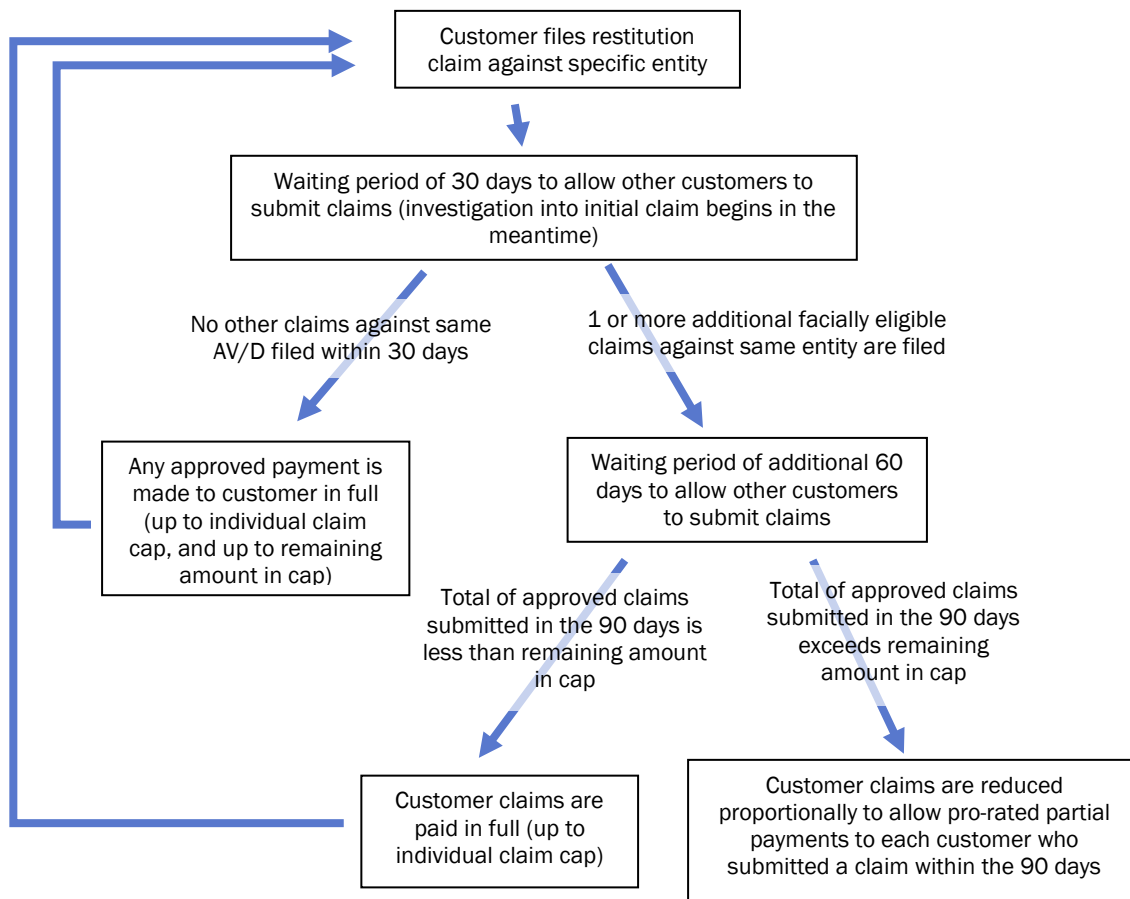 Customer files restitution
claim against specific entity
Waiting period of 30 days to allow other customers to
submit claims (investigation into initial claim begins in the
meantime)
No other claims against same
AV/D filed within 30 days
1 or more additional facially eligible
claims against same entity are filed
Any approved payment is
made to customer in full
(up to individual claim
cap, and up to remaining
amount in cap)
Waiting period of additional 60
days to allow other customers
to submit claims
Total of approved claims
submitted in the 90 days is
less than remaining amount
in cap
Total of approved claims
submitted in the 90 days
exceeds remaining
amount in cap
Customer claims are
paid in full (up to
individual claim cap)
Customer claims are reduced
proportionally to allow pro-rated partial
payments to each customer who
submitted a claim within the 90 days